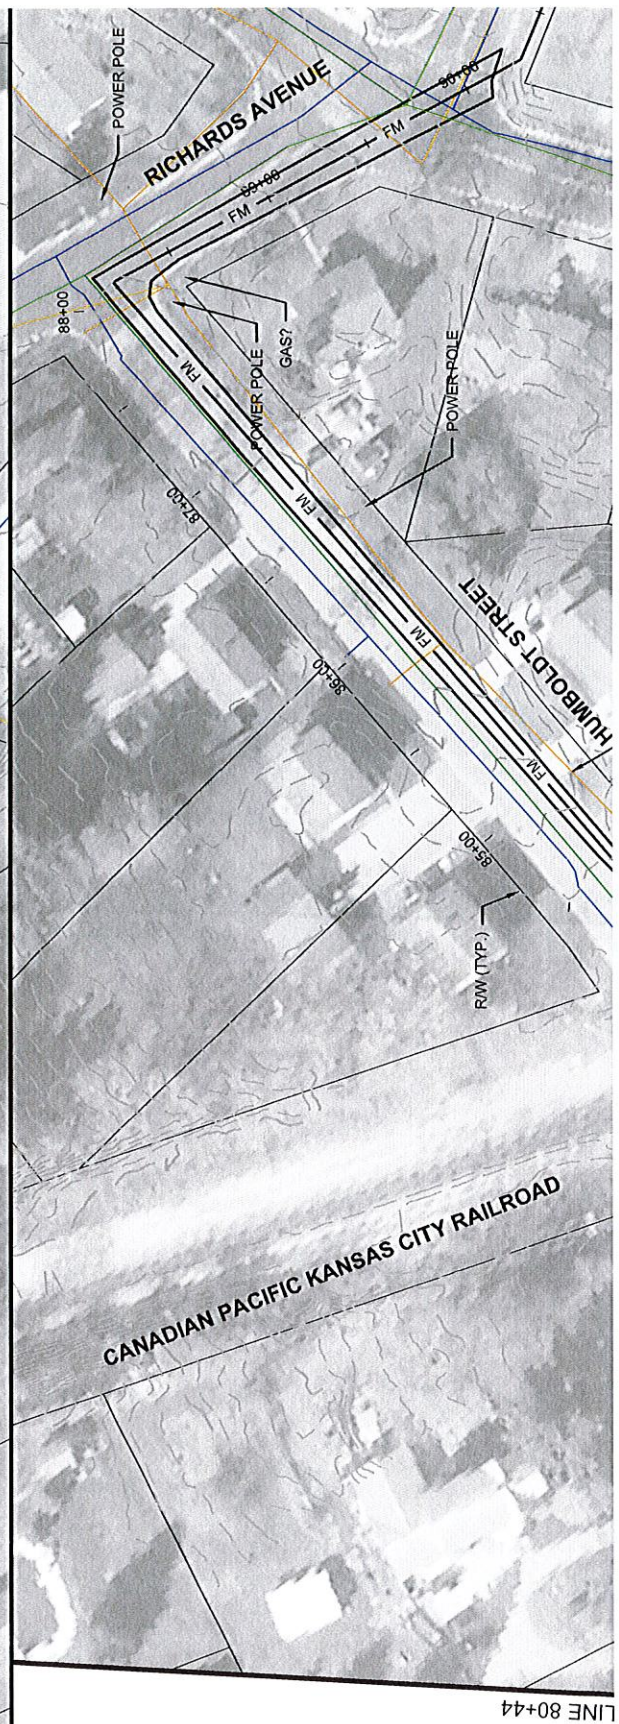 POWER POLE
RICHARDS AVENUE
90+00
FM
89+00
FM
88+00
GAS?
POWER POLE
POWER POLE
FM
87+00
FM
HUMBOLDT STREET
86+00
FM
FM
85+00
R/W (TYP.)
CANADIAN PACIFIC KANSAS CITY RAILROAD
LINE 80+44